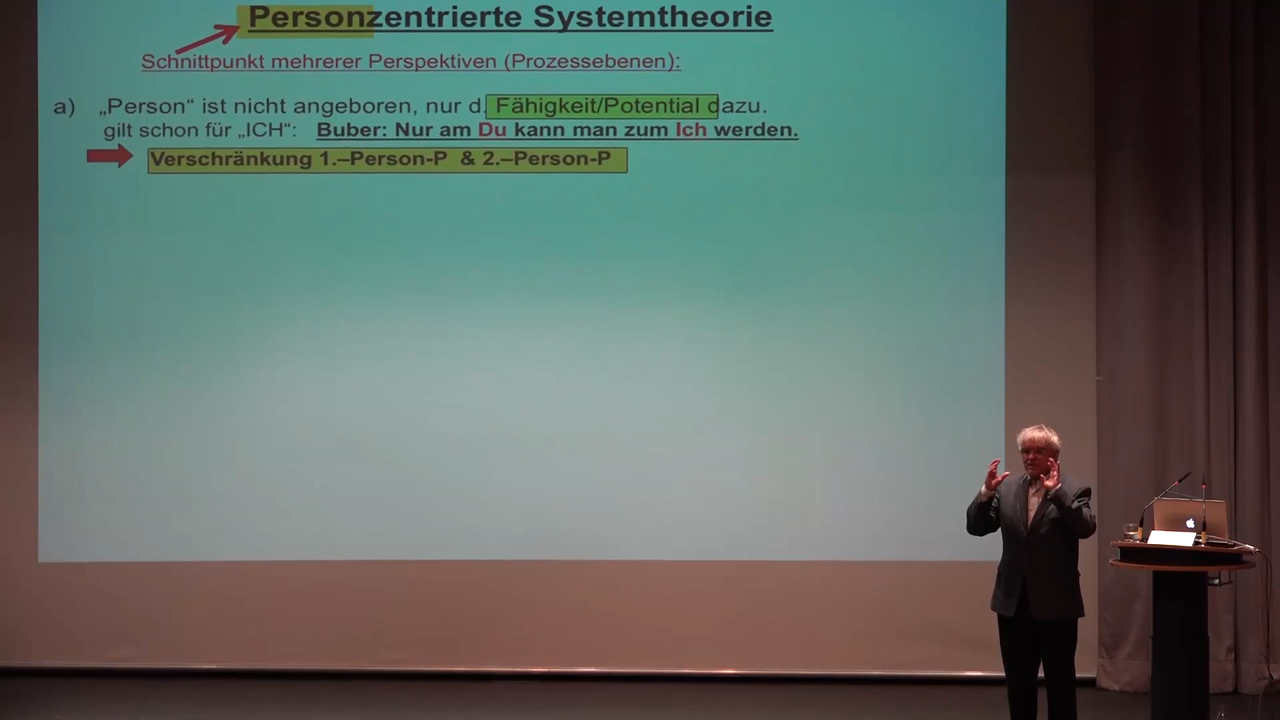 Personzentrierte Systemtheorie
Schnittpunkt mehrerer Perspektiven (Prozessebenen):
a) „Person“ ist nicht angeboren, nur d. Fähigkeit/Potential dazu.
gilt schon für „ICH“: Buber: Nur am Du kann man zum Ich werden.
Verschränkung 1.–Person-P & 2.–Person-P